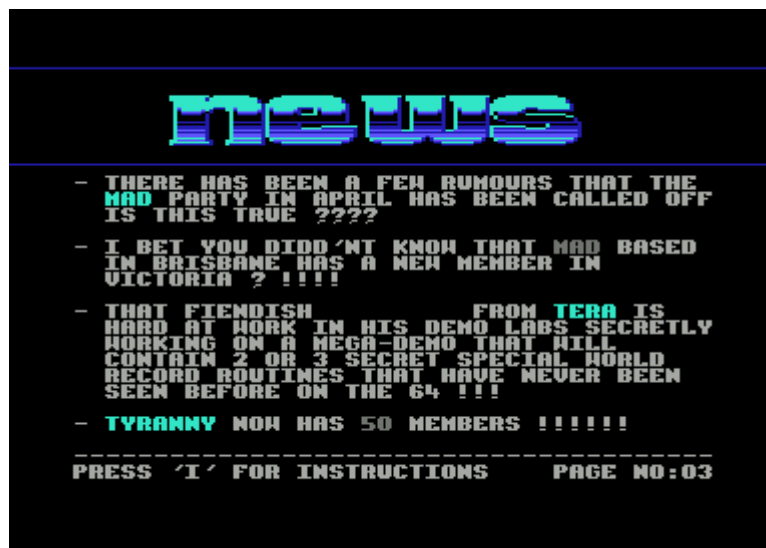 news
- THERE HAS BEEN A FEW RUMOURS THAT THE
MAD PARTY IN APRIL HAS BEEN CALLED OFF
IS THIS TRUE ????
- I BET YOU DIDD'NT KNOW THAT MAD BASED
IN BRISBANE HAS A NEW MEMBER IN
VICTORIA ? !!!!
- THAT FIENDISH FROM TERA IS
HARD AT WORK IN HIS DEMO LABS SECRETLY
WORKING ON A MEGA-DEMO THAT WILL
CONTAIN 2 OR 3 SECRET SPECIAL WORLD
RECORD ROUTINES THAT HAVE NEVER BEEN
SEEN BEFORE ON THE 64 !!!
- TYRANNY NOW HAS 50 MEMBERS !!!!!!
PRESS 'I' FOR INSTRUCTIONS PAGE NO:03